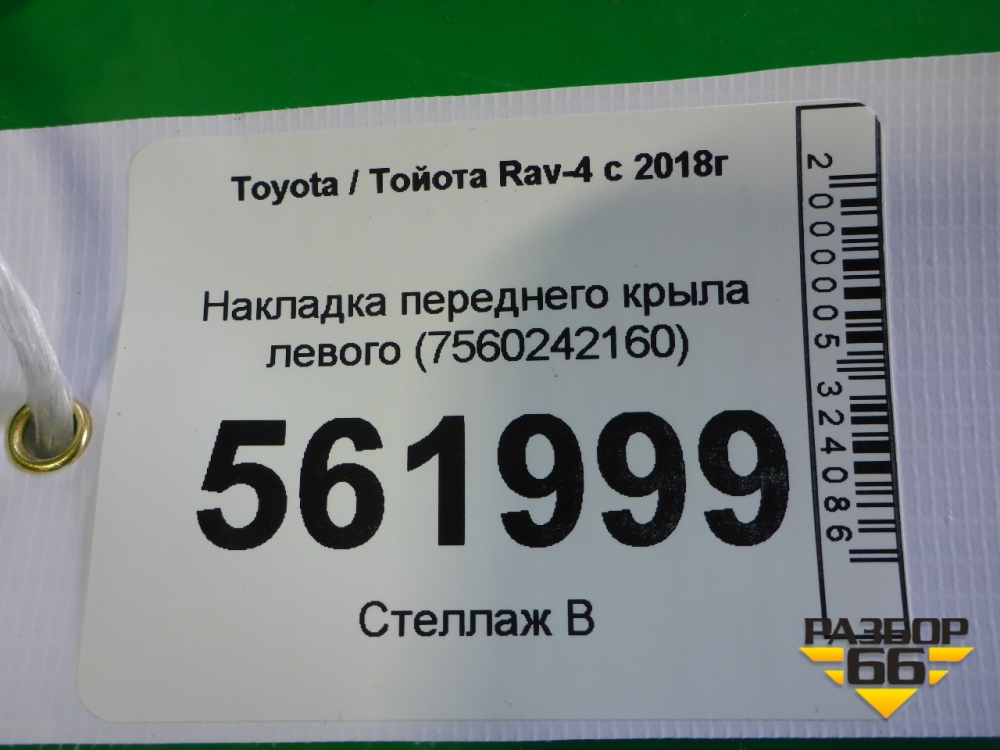 Toyota / Тойота Rav-4 с 2018г
Накладка переднего крыла
левого (7560242160)
561999
Стеллаж В
2000005324086
РАЗБОР
66